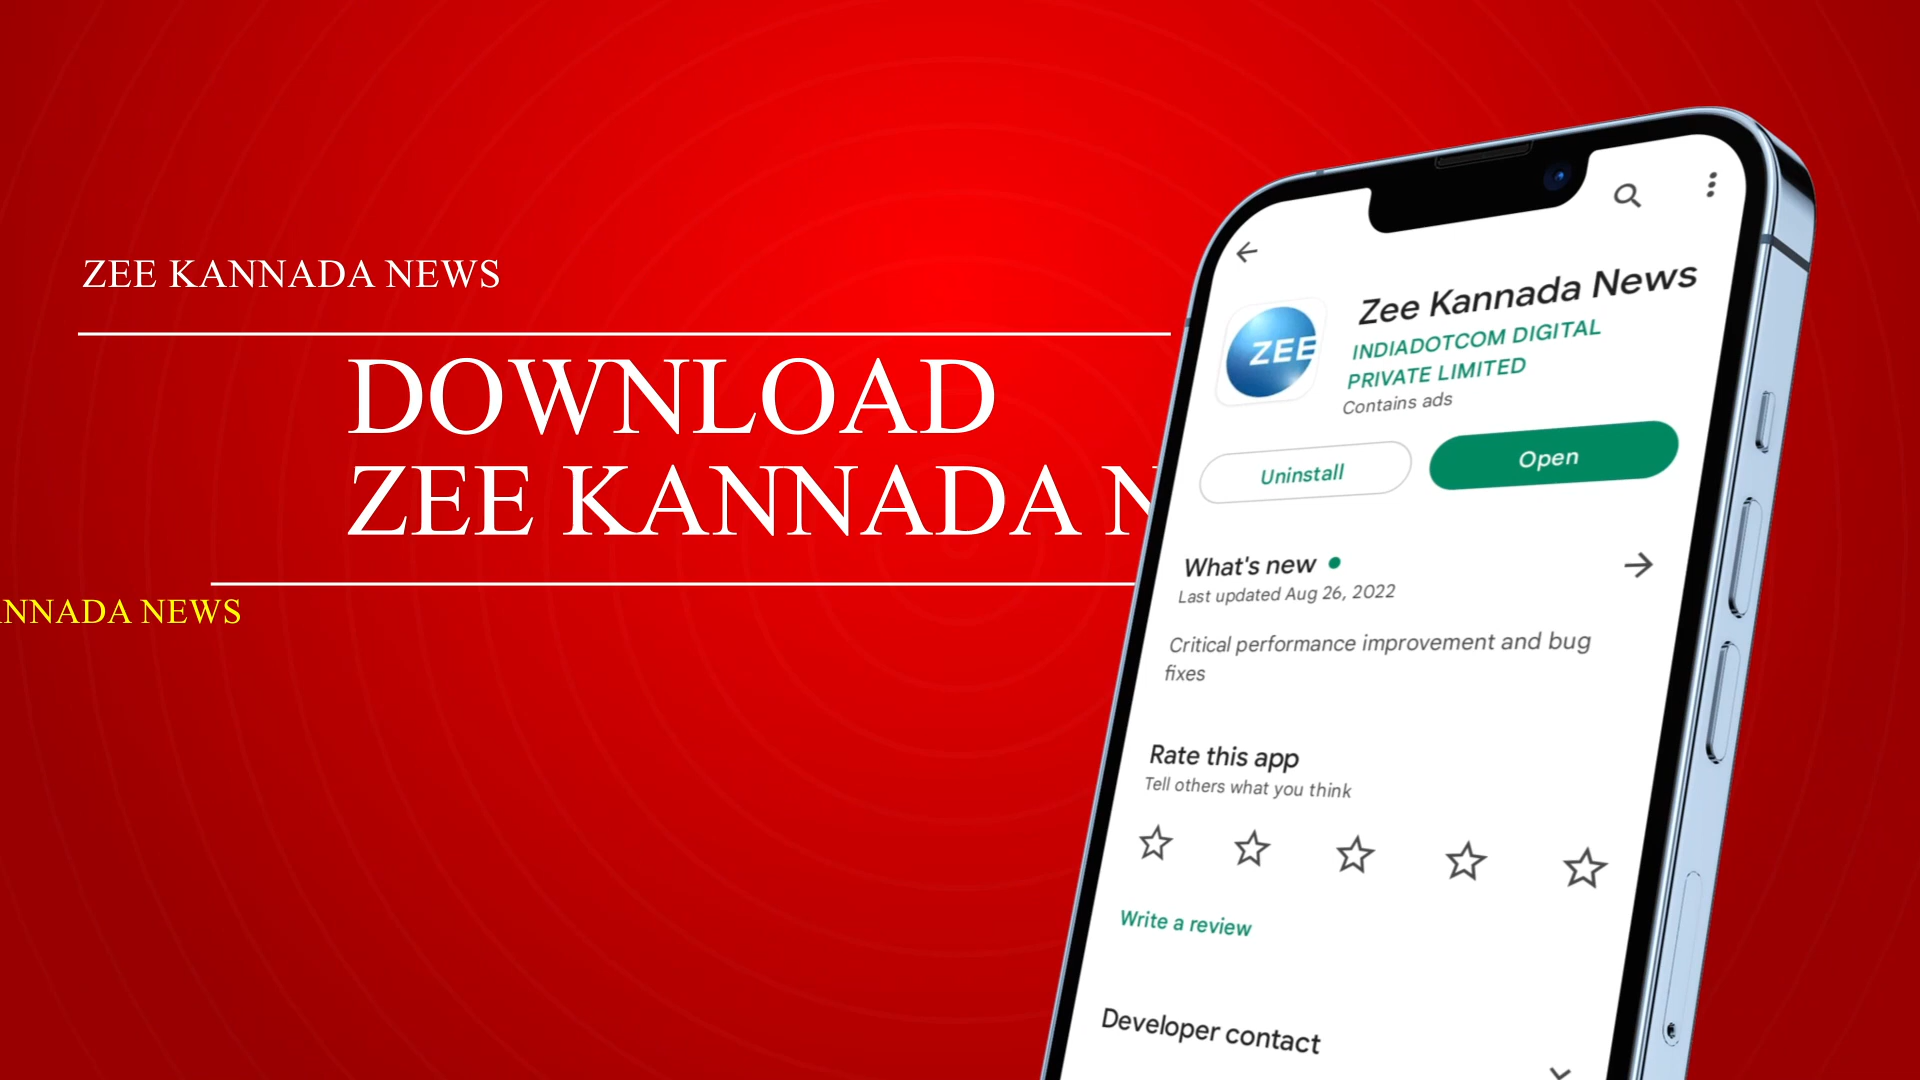 ZEE KANNADA NEWS
DOWNLOAD
ZEE KANNADA N
ANNADA NEWS
Zee Kannada News
INDIADOTCOM DIGITAL
PRIVATE LIMITED
Contains ads
ZEE
Uninstall
Open
What's new
Last updated Aug 26, 2022
Critical performance improvement and bug
fixes
Rate this app
Tell others what you think
Write a review
Developer contact